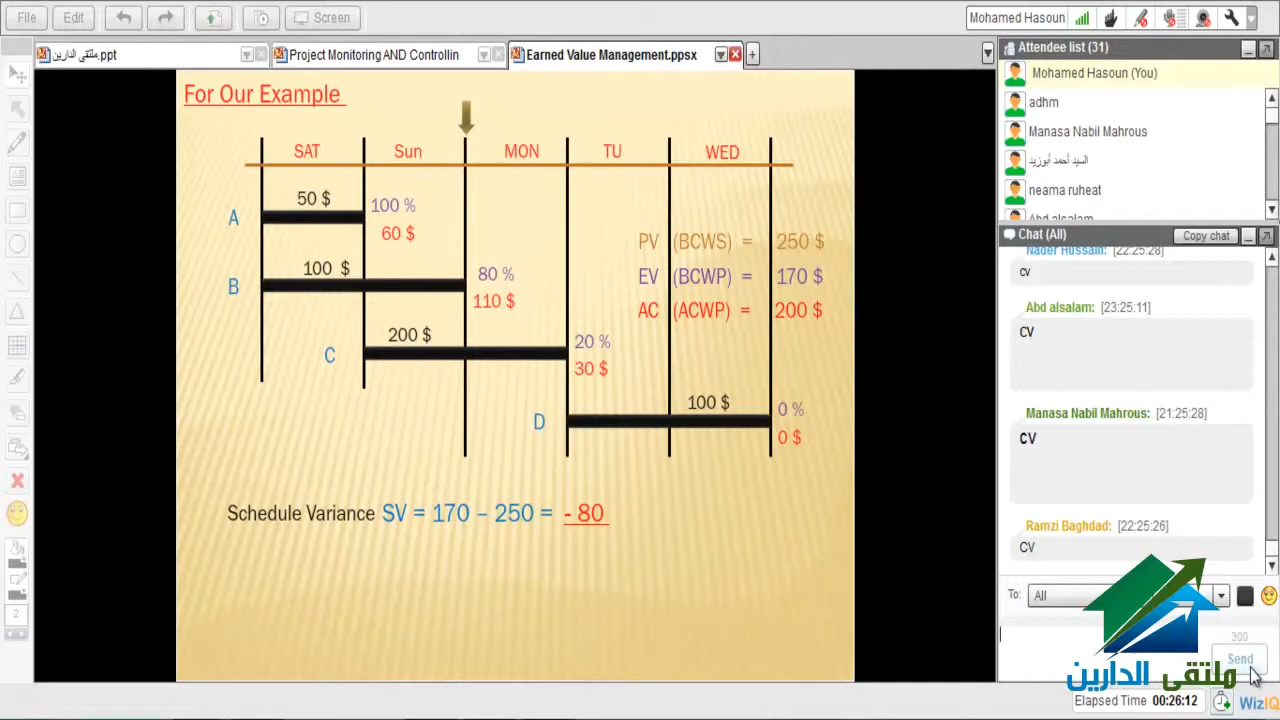 File
Edit
Screen
Mohamed Hasoun
ملتقى الدارين.ppt
Project Monitoring AND Controllin
Earned Value Management.ppsx
Attendee list (31)
Mohamed Hasoun (You)
adhm
Manasa Nabil Mahrous
السيد أحمد أبوزيد
neama ruheat
Abd alsalam
For Our Example
SAT Sun MON TU WED
50 $
A
100 %
60 $
100 $
B
80 %
110 $
200 $
C
20 %
30 $
100 $
D
0 %
0 $
PV (BCWS) = 250 $
EV (BCWP) = 170 $
AC (ACWP) = 200 $
Schedule Variance SV = 170 – 250 = - 80
2
Chat (All)
Copy chat
Nader Hussain: [22:25:28]
cv
Abd alsalam: [23:25:11]
CV
Manasa Nabil Mahrous: [21:25:28]
CV
Ramzi Baghdad: [22:25:26]
CV
To: All
300
Send
ملتقى الدارين
Elapsed Time 00:26:12
WizIQ